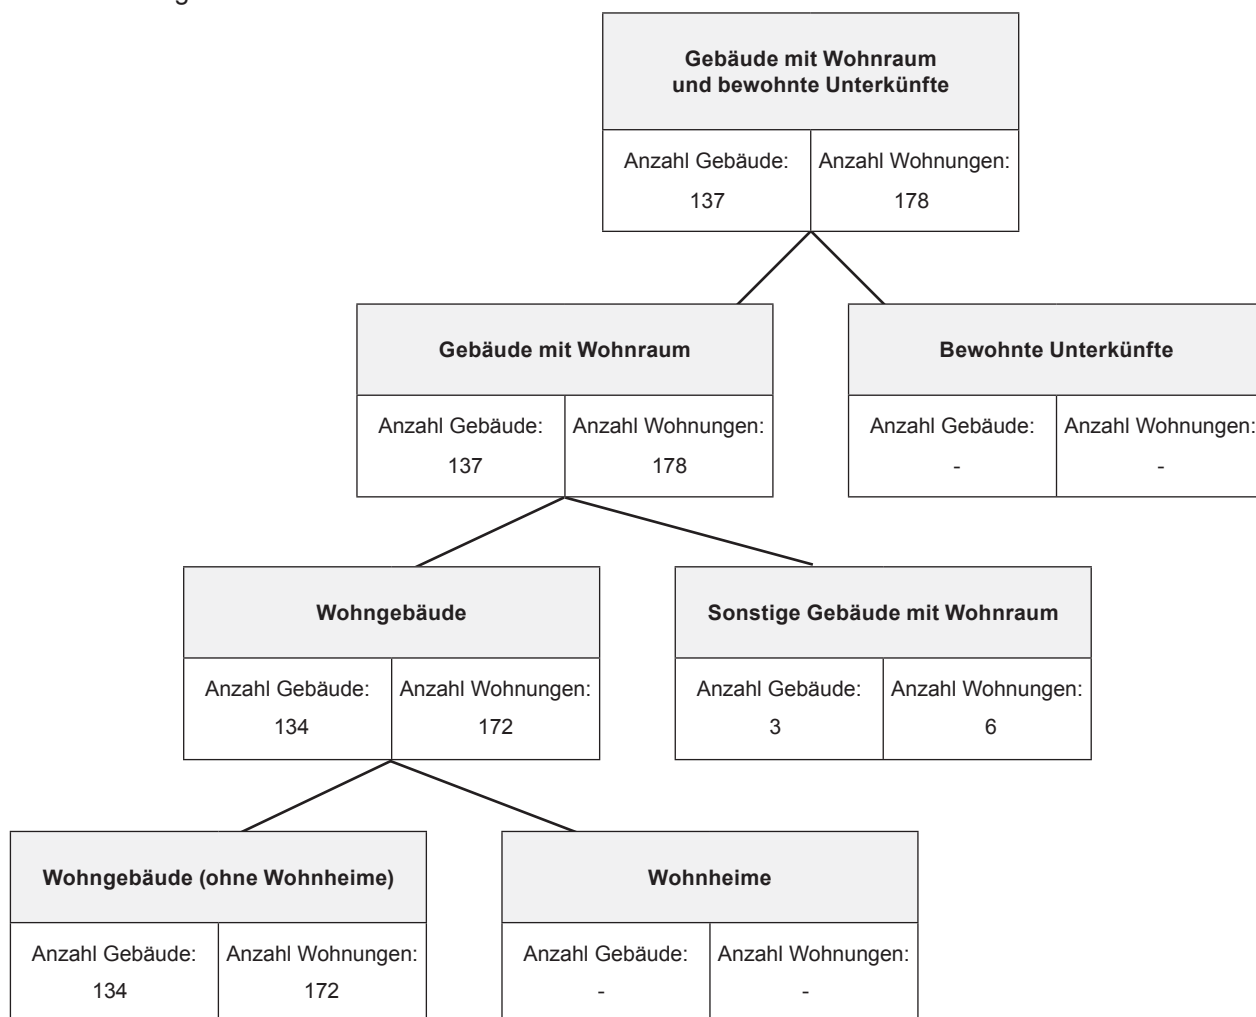 Gebäude mit Wohnraum
und bewohnte Unterkünfte
Anzahl Gebäude: Anzahl Wohnungen:
137 178
Gebäude mit Wohnraum
Bewohnte Unterkünfte
Anzahl Gebäude: Anzahl Wohnungen:
137 178
Anzahl Gebäude: Anzahl Wohnungen:
- -
Wohngebäude
Sonstige Gebäude mit Wohnraum
Anzahl Gebäude: Anzahl Wohnungen:
134 172
Anzahl Gebäude: Anzahl Wohnungen:
3 6
Wohngebäude (ohne Wohnheime)
Wohnheime
Anzahl Gebäude: Anzahl Wohnungen:
134 172
Anzahl Gebäude: Anzahl Wohnungen:
- -